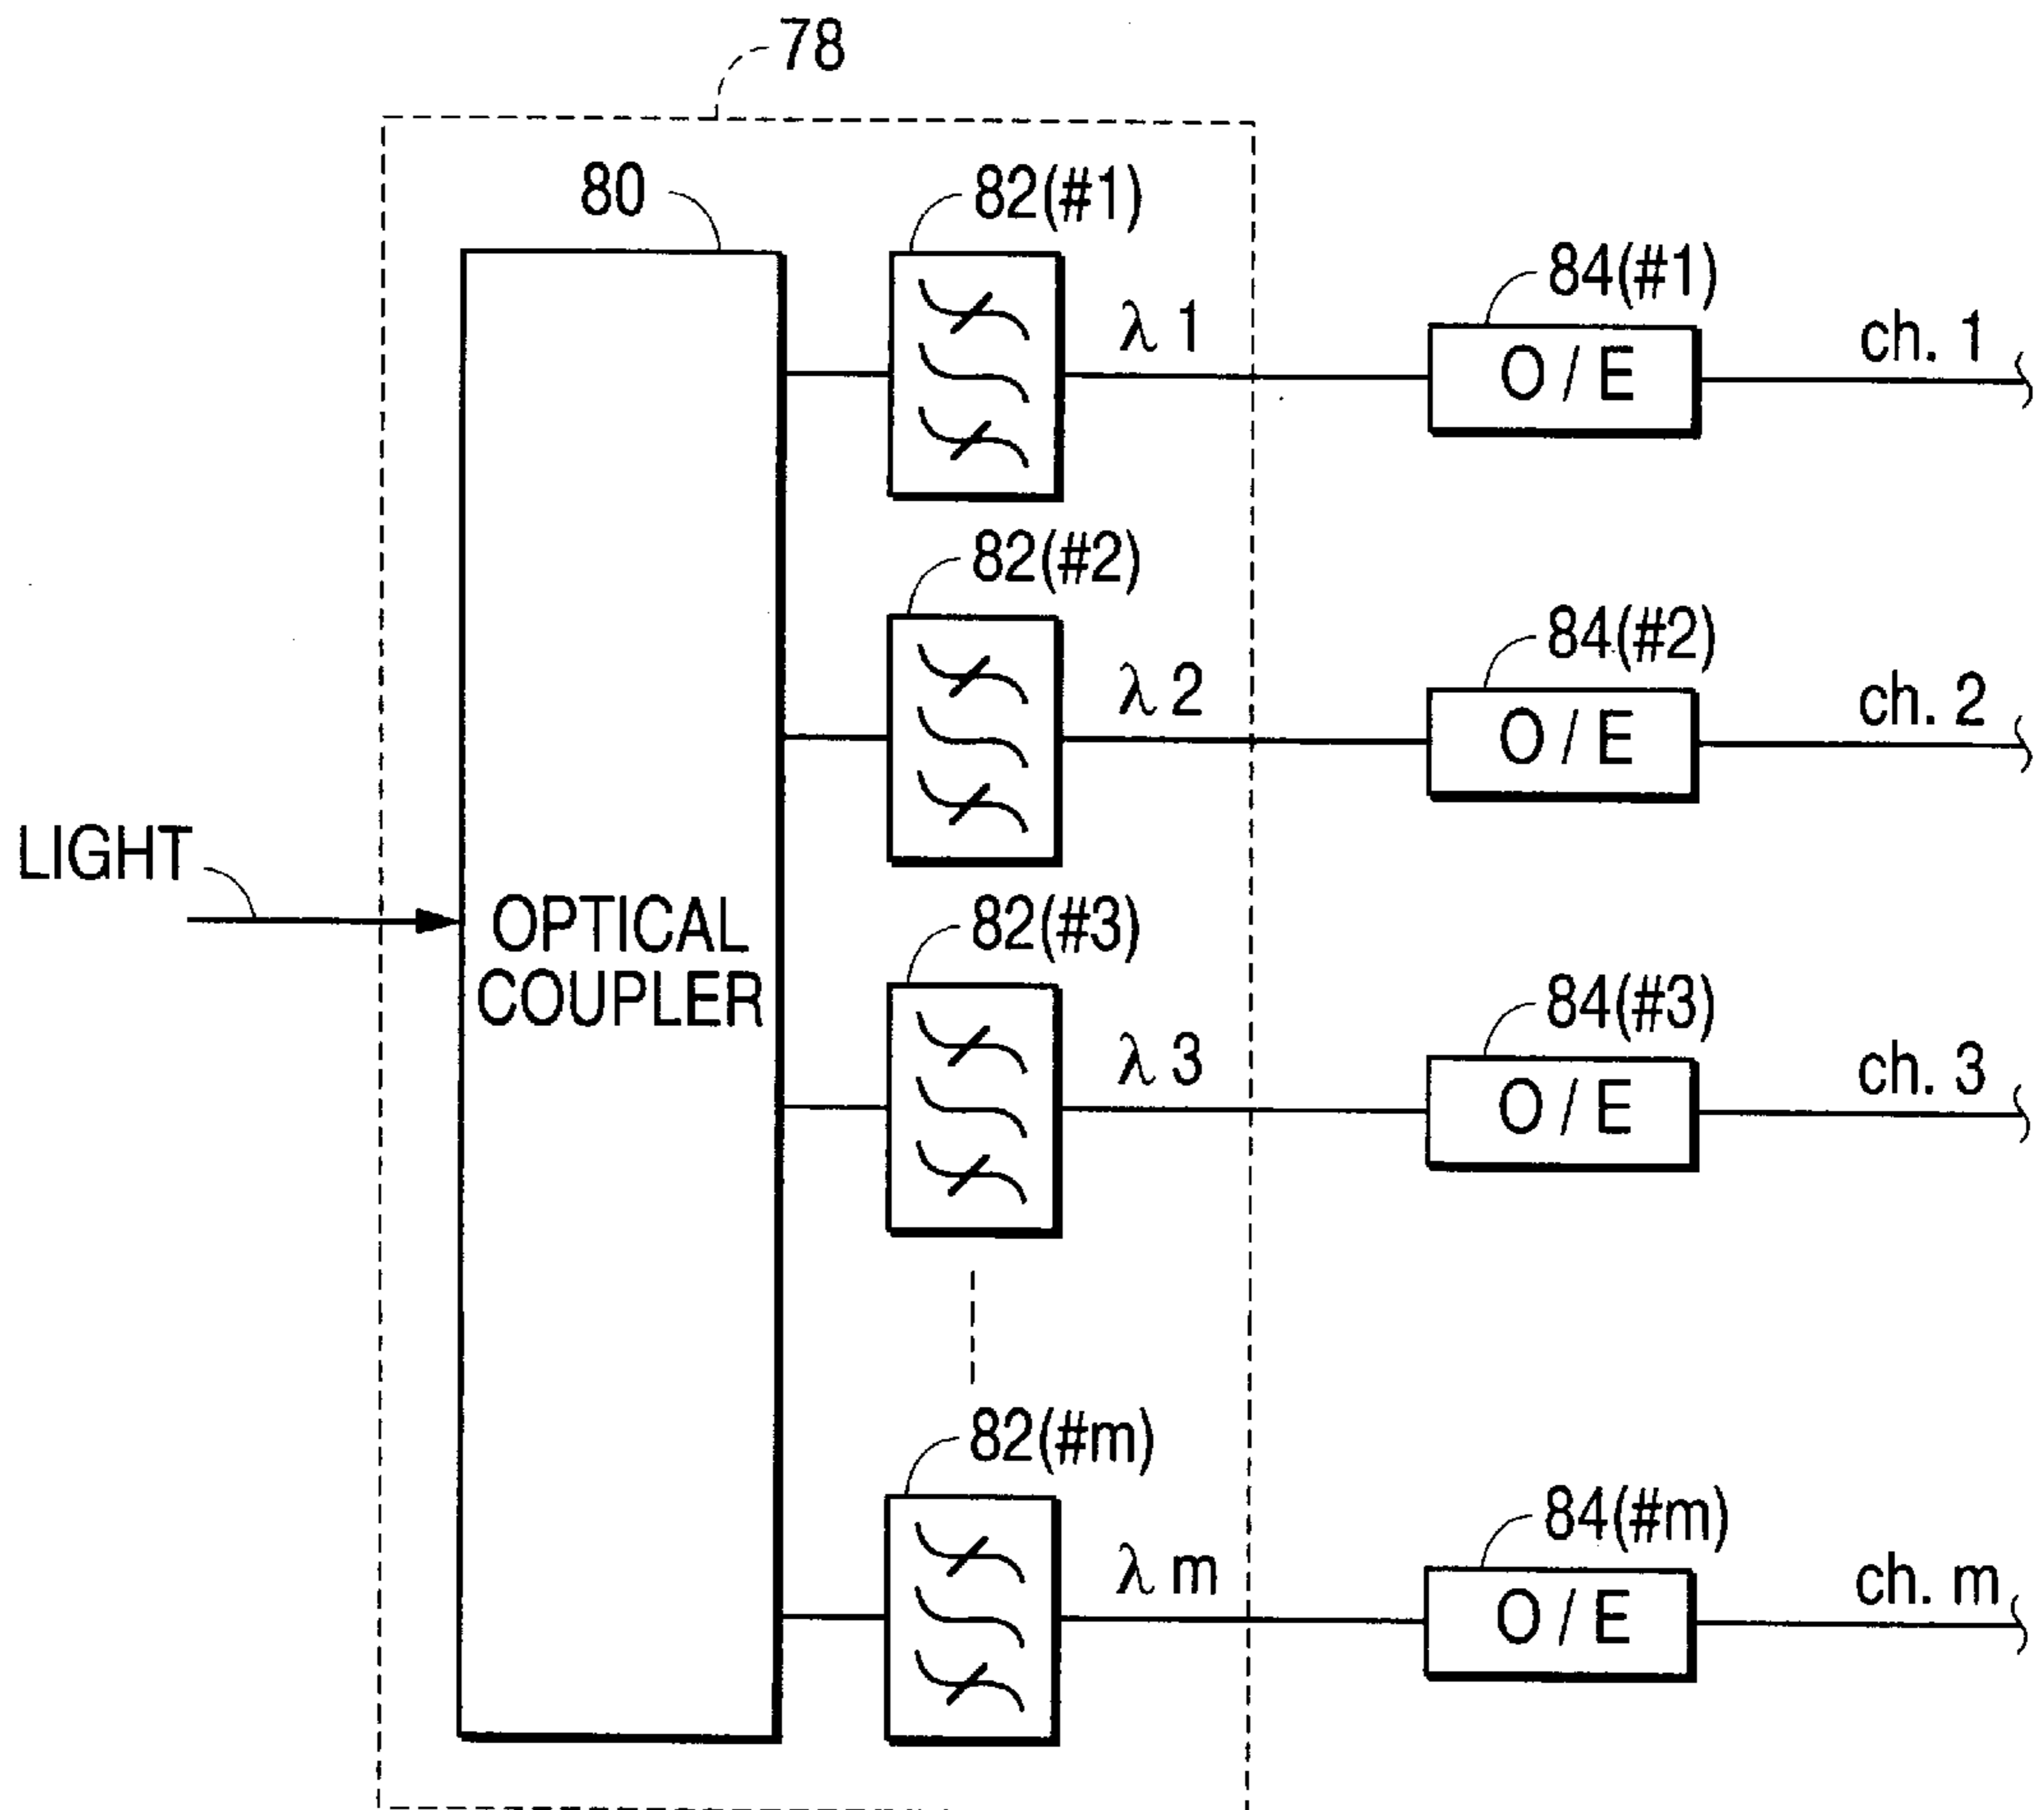 78
80
82(#1)
84(#1)
λ 1
O / E
ch. 1
82(#2)
84(#2)
λ 2
O / E
ch. 2
LIGHT
OPTICAL
COUPLER
82(#3)
84(#3)
λ 3
O / E
ch. 3
82(#m)
84(#m)
λ m
O / E
ch. m